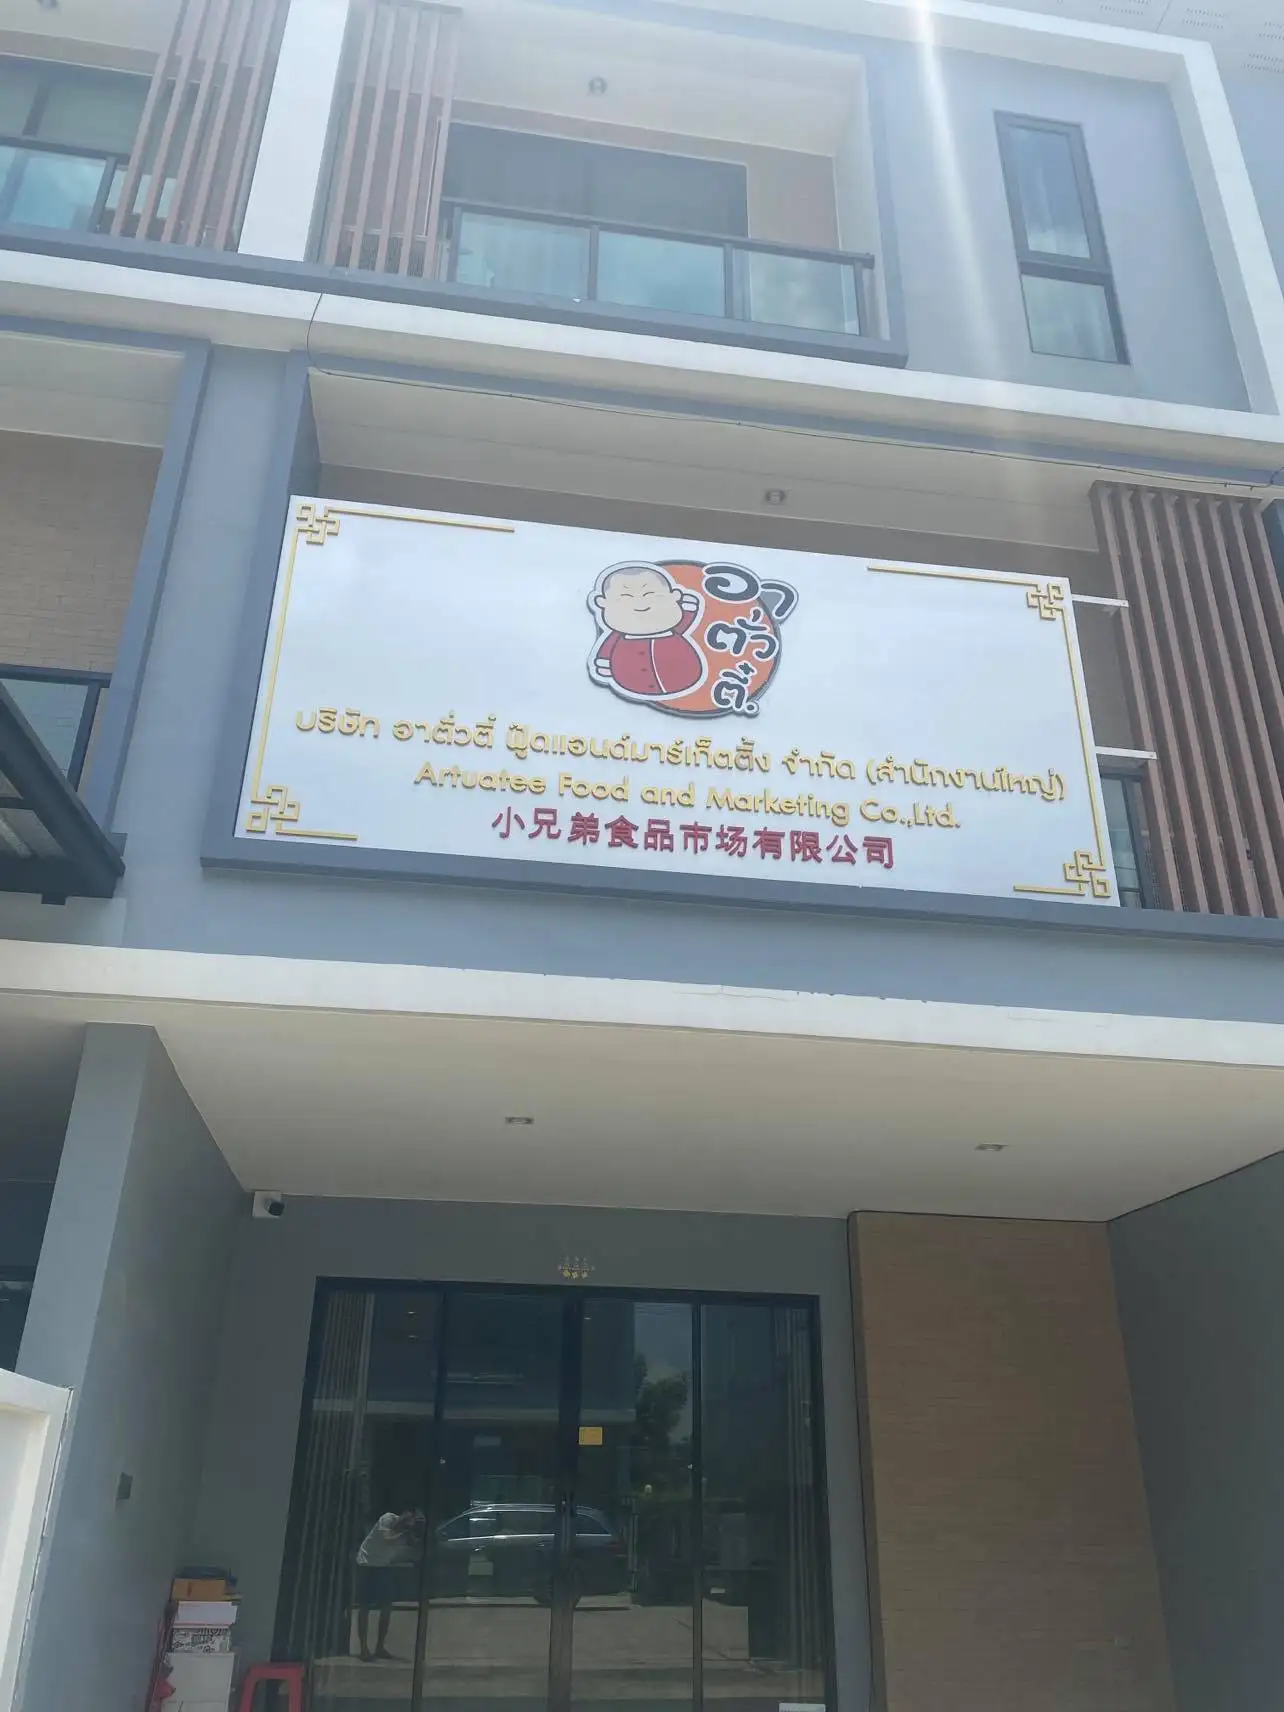 อา
ตั่ว
ตี๋.
บริษัท อาตั่วตี๋ ฟู้ดแอนด์มาร์เก็ตติ้ง จำกัด (สำนักงานใหญ่)
Artuatee Food and Marketing Co.,Ltd.
小兄弟食品市场有限公司